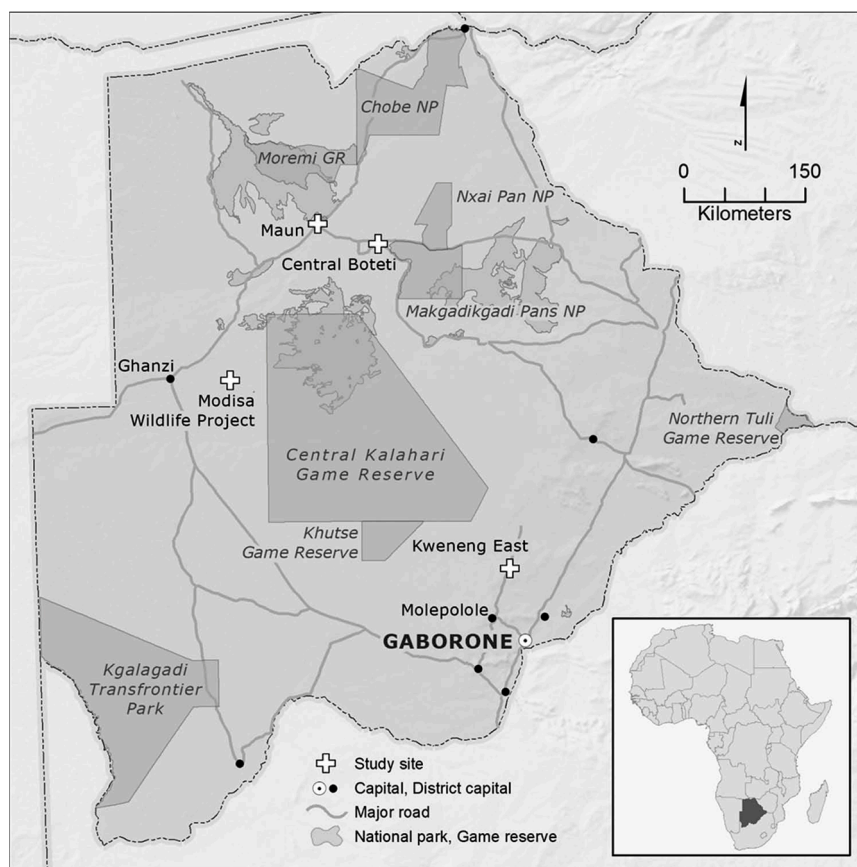 Chobe NP
Moremi GR
0 150
Kilometers
N
Nxai Pan NP
Maun
Central Boteti
Makgadikgadi Pans NP
Ghanzi
Modisa
Wildlife Project
Northern Tuli
Game Reserve
Central Kalahari
Game Reserve
Khutse
Game Reserve
Kweneng East
Molepolole
GABORONE
Kgalagadi
Transfrontier
Park
Study site
Capital, District capital
Major road
National park, Game reserve